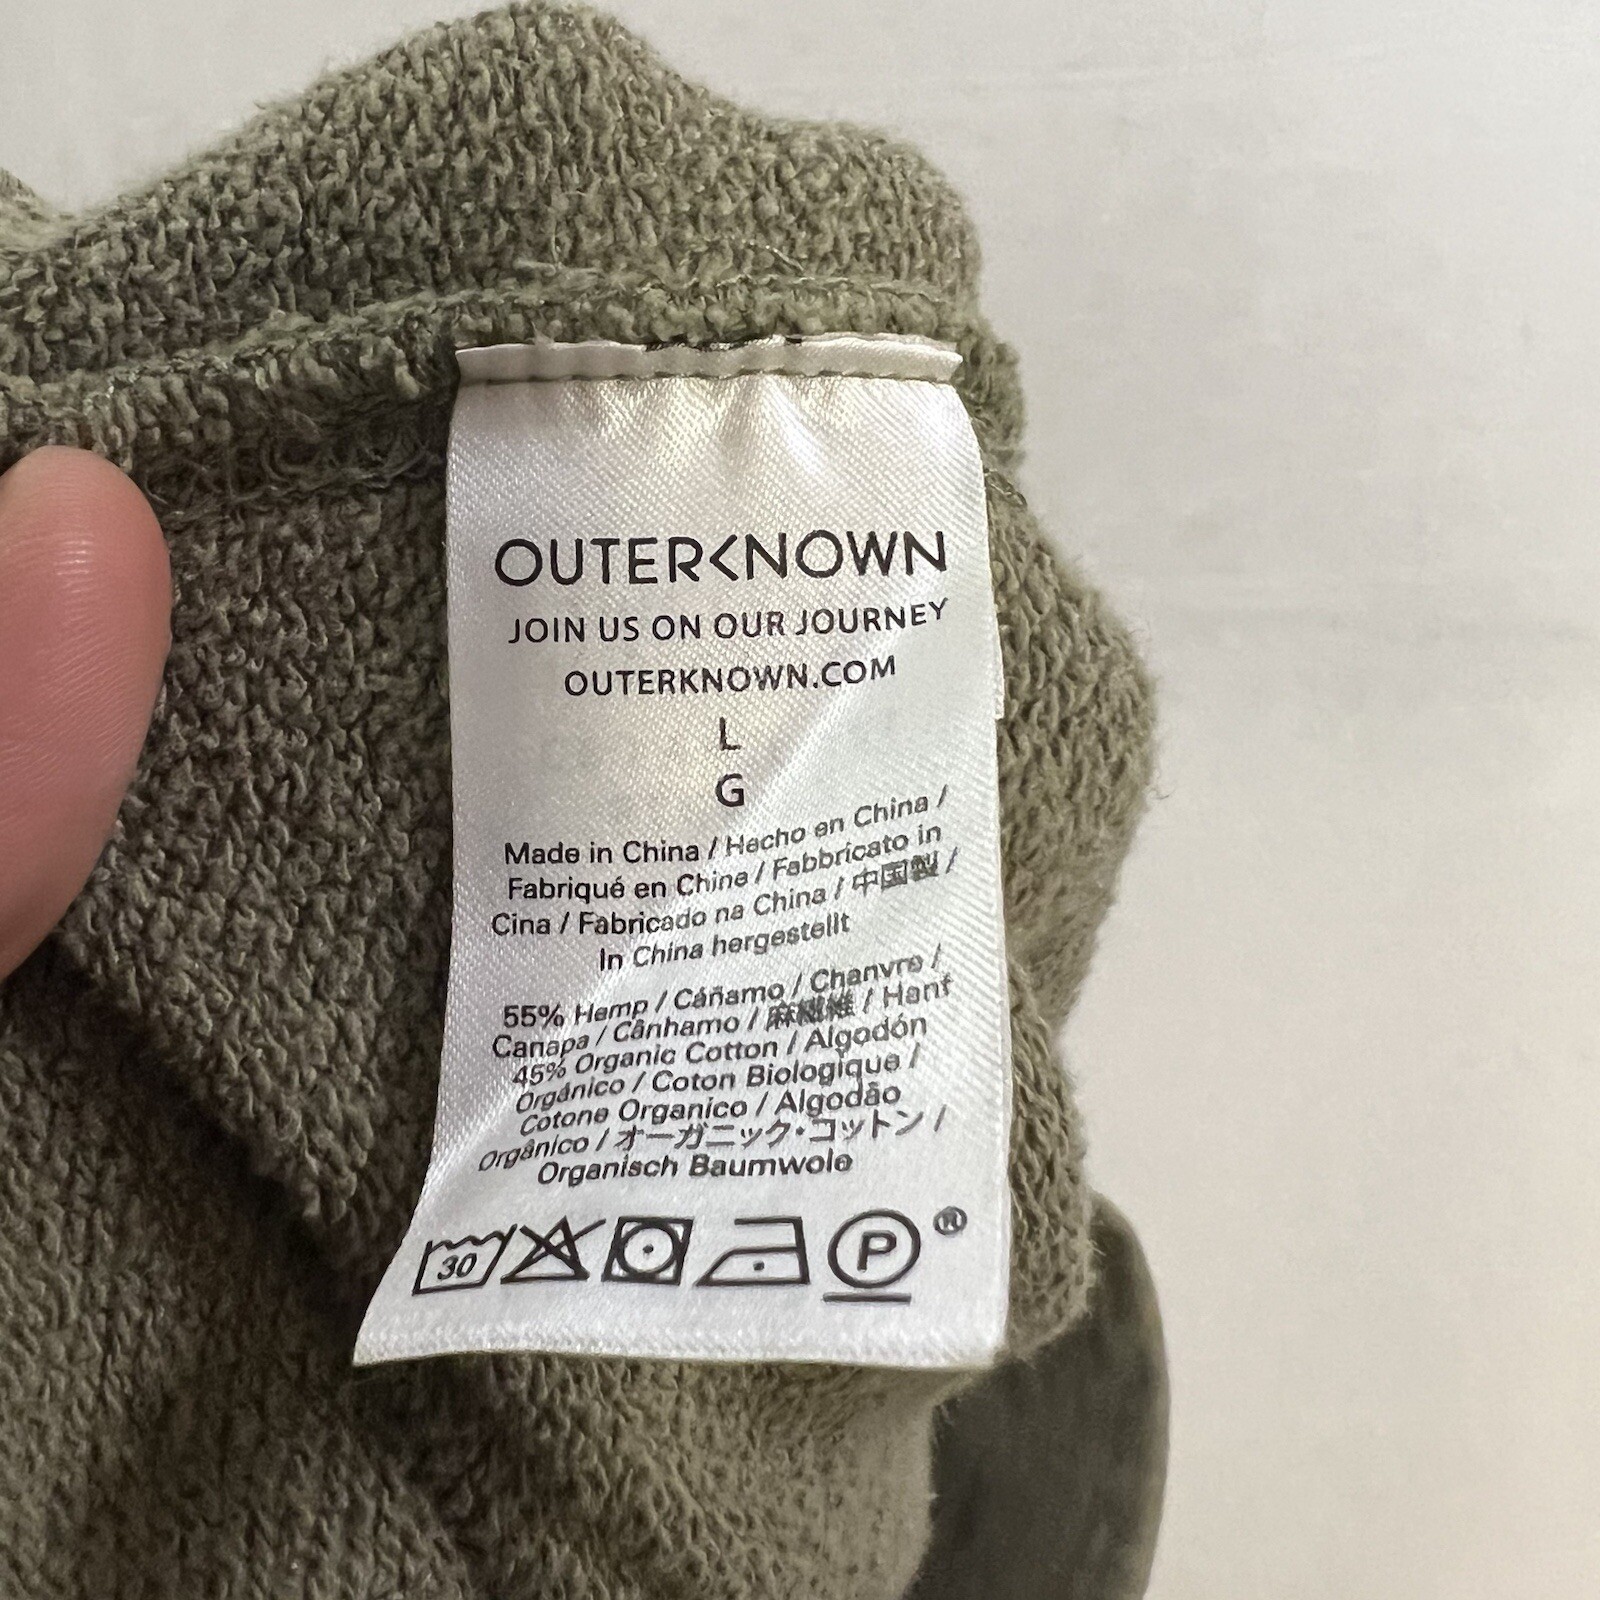 OUTERKNOWN
JOIN US ON OUR JOURNEY
OUTERKNOWN.COM
L
G
Made in China / Hecho en China /
Fabriqué en Chine / Fabbricato in
Cina / Fabricado na China / 中国製 /
In China hergestellt
55% Hemp / Cáñamo / Chanvre /
Canapa / Cânhamo / 麻繊維 / Hanf
45% Organic Cotton / Algodón
Orgánico / Coton Biologique /
Cotone Organico / Algodão
Orgânico / オーガニック・コットン /
Organisch Baumwole
30
P ®